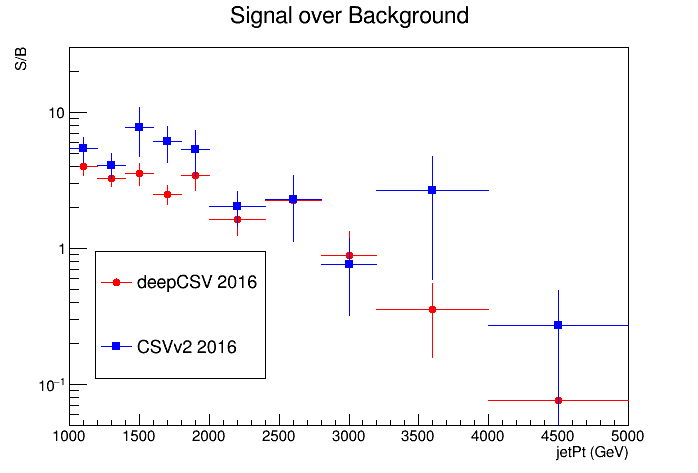 Signal over Background
S/B
10
1
10⁻¹
deepCSV 2016
CSVv2 2016
1000 1500 2000 2500 3000 3500 4000 4500 5000
jetPt (GeV)